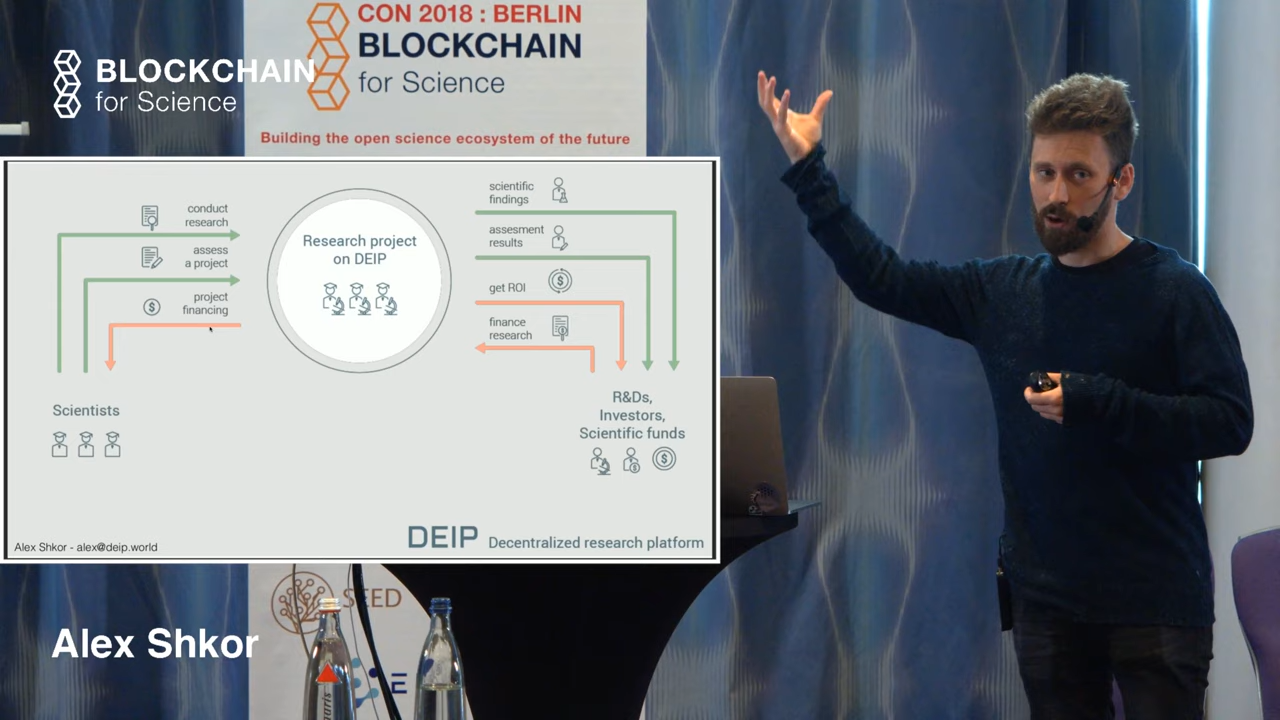 CON 2018 : BERLIN
BLOCKCHAIN
for Science
Building the open science ecosystem of the future
BLOCKCHAIN
for Science
conduct
research
assess
a project
project
financing
Research project
on DEIP
scientific
findings
assesment
results
get ROI
finance
research
Scientists
R&Ds,
Investors,
Scientific funds
DEIP Decentralized research platform
Alex Shkor - alex@deip.world
SEED
E
Alex Shkor